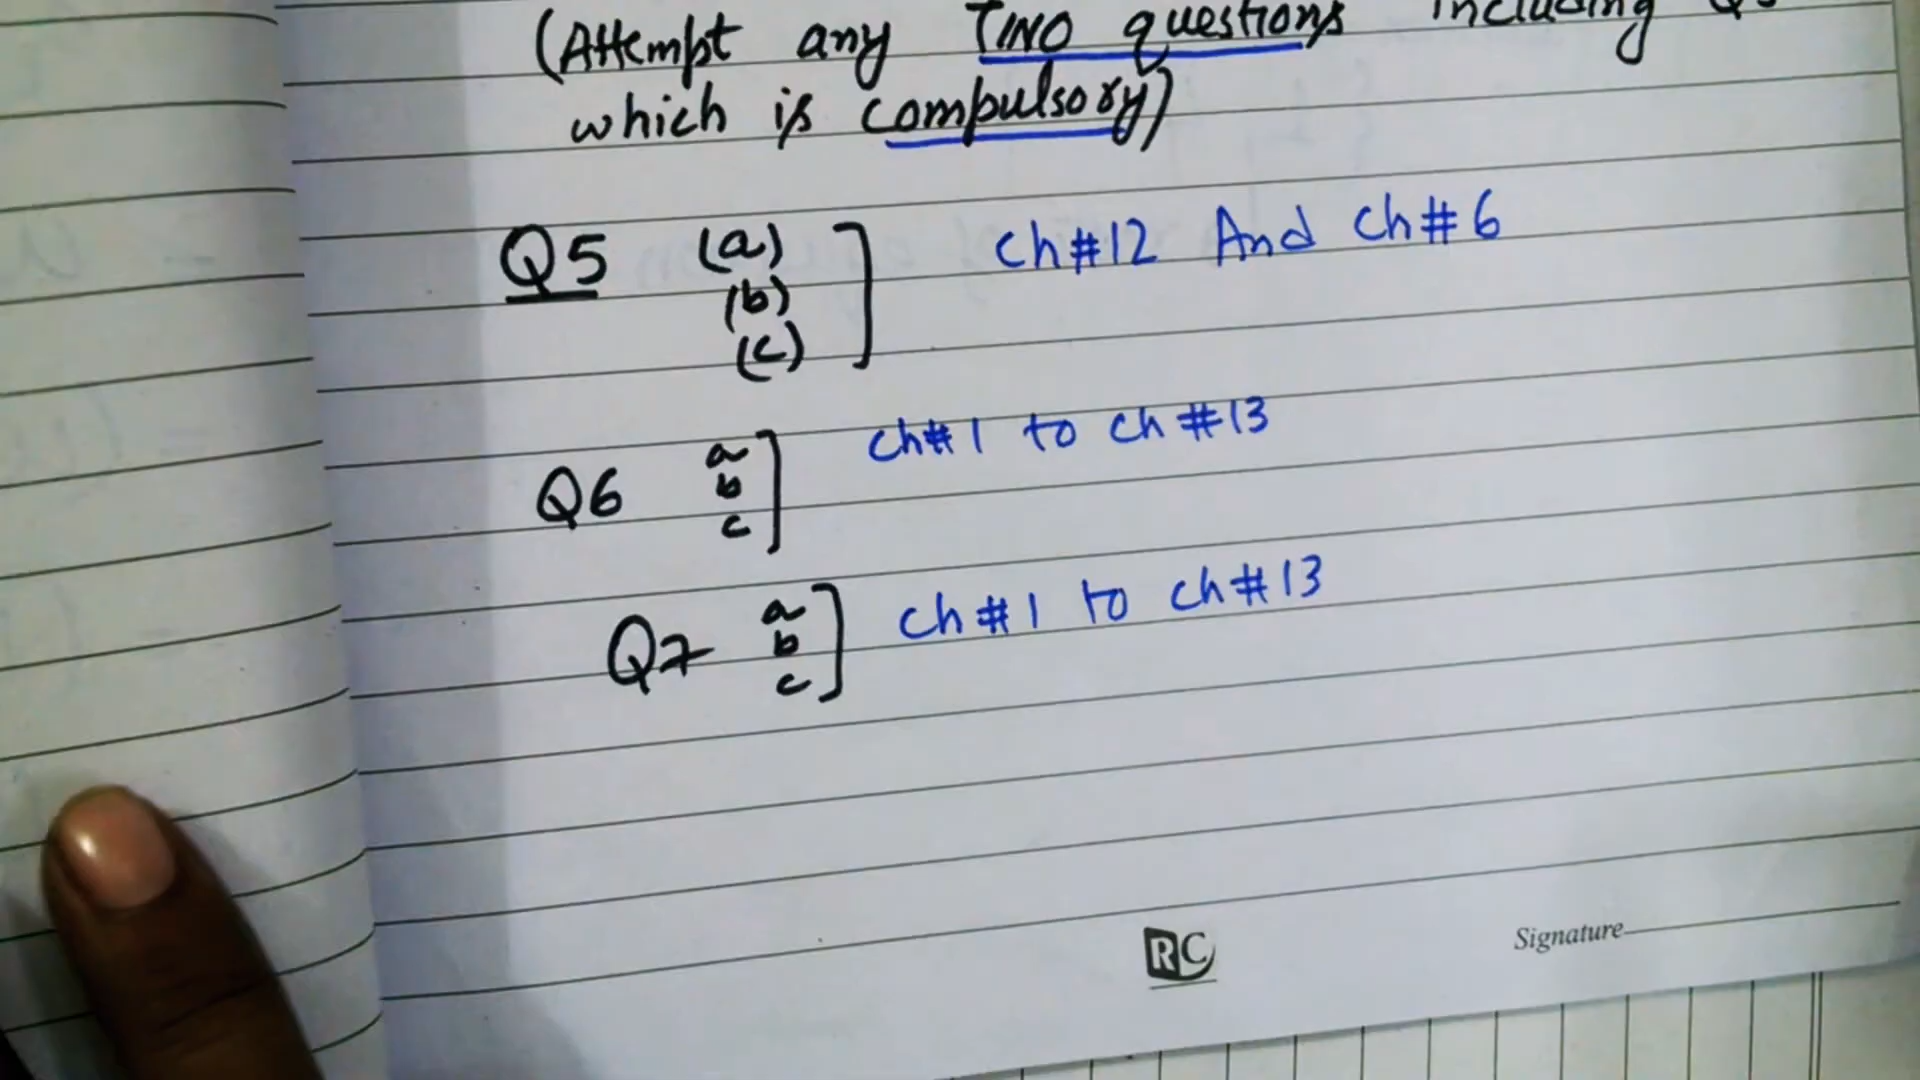 (Attempt any TWO questions including
which is compulsory)
Q5 (a) ch#12 And ch#6
(b)
(c)
Q6 a ch#1 to ch#13
b
c
Q7 a ch#1 to ch#13
b
c
RC
Signature